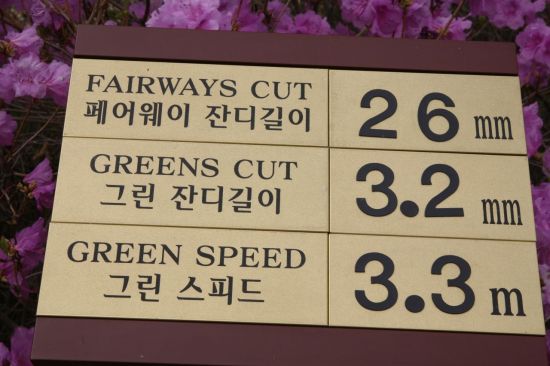 FAIRWAYS CUT
페어웨이 잔디길이
26 mm
GREENS CUT
그린 잔디길이
3.2 mm
GREEN SPEED
그린 스피드
3.3 m